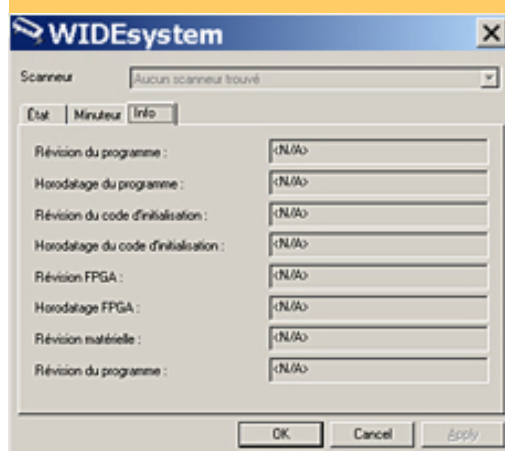 WIDEsystem
Scanneur Aucun scanneur trouvé
État Minuteur Info
Révision du programme : <N/A>
Horodatage du programme : <N/A>
Révision du code d'initialisation : <N/A>
Horodatage du code d'initialisation : <N/A>
Révision FPGA : <N/A>
Horodatage FPGA : <N/A>
Révision matérielle : <N/A>
Révision du programme : <N/A>
OK Cancel Apply